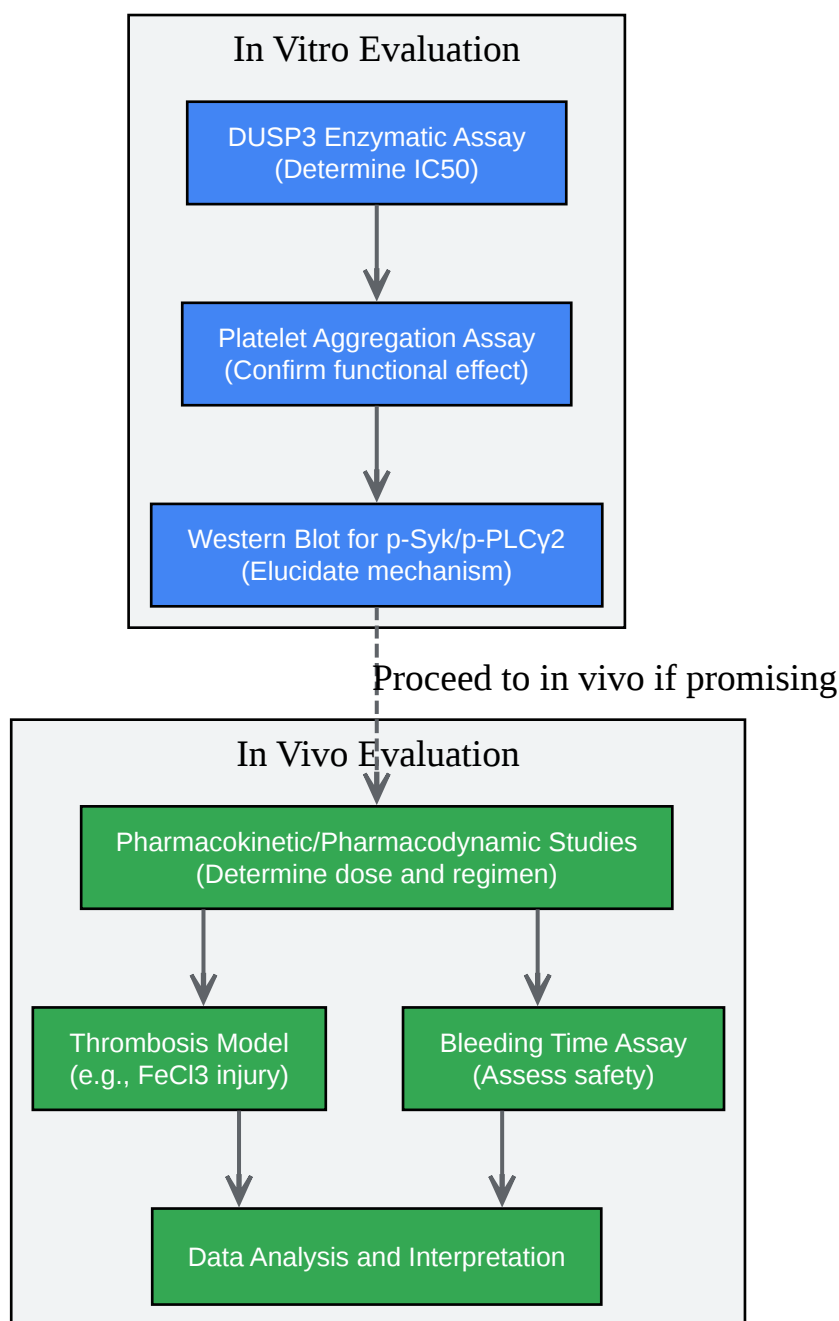 In Vitro Evaluation
DUSP3 Enzymatic Assay
(Determine IC50)
Platelet Aggregation Assay
(Confirm functional effect)
Western Blot for p-Syk/p-PLCγ2
(Elucidate mechanism)
Proceed to in vivo if promising
In Vivo Evaluation
Pharmacokinetic/Pharmacodynamic Studies
(Determine dose and regimen)
Thrombosis Model
(e.g., FeCl3 injury)
Bleeding Time Assay
(Assess safety)
Data Analysis and Interpretation